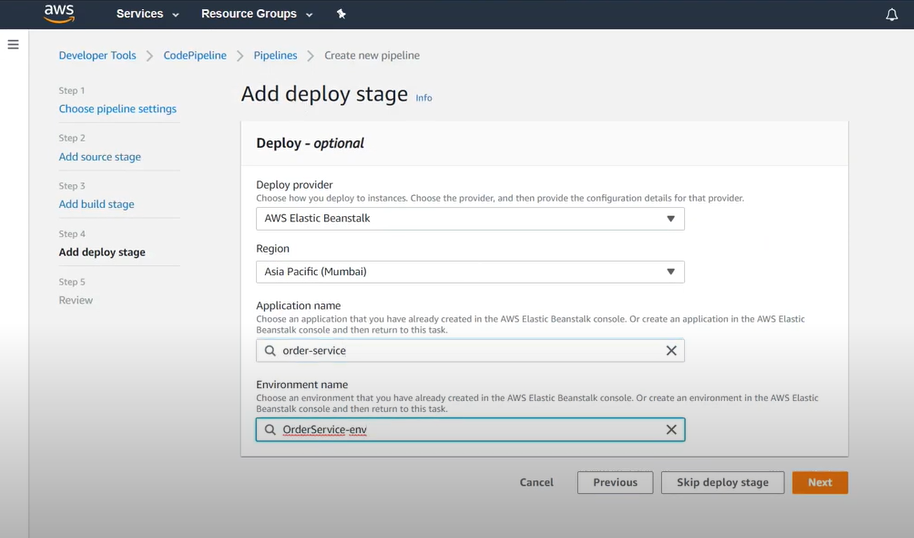 aws
Services
Resource Groups
Developer Tools
CodePipeline
Pipelines
Create new pipeline
Step 1
Choose pipeline settings
Step 2
Add source stage
Step 3
Add build stage
Step 4
Add deploy stage
Step 5
Review
Add deploy stage Info
Deploy - optional
Deploy provider
Choose how you deploy to instances. Choose the provider, and then provide the configuration details for that provider.
AWS Elastic Beanstalk
Region
Asia Pacific (Mumbai)
Application name
Choose an application that you have already created in the AWS Elastic Beanstalk console. Or create an application in the AWS Elastic
Beanstalk console and then return to this task.
order-service
Environment name
Choose an environment that you have already created in the AWS Elastic Beanstalk console. Or create an environment in the AWS Elastic
Beanstalk console and then return to this task.
OrderService-env
Cancel
Previous
Skip deploy stage
Next